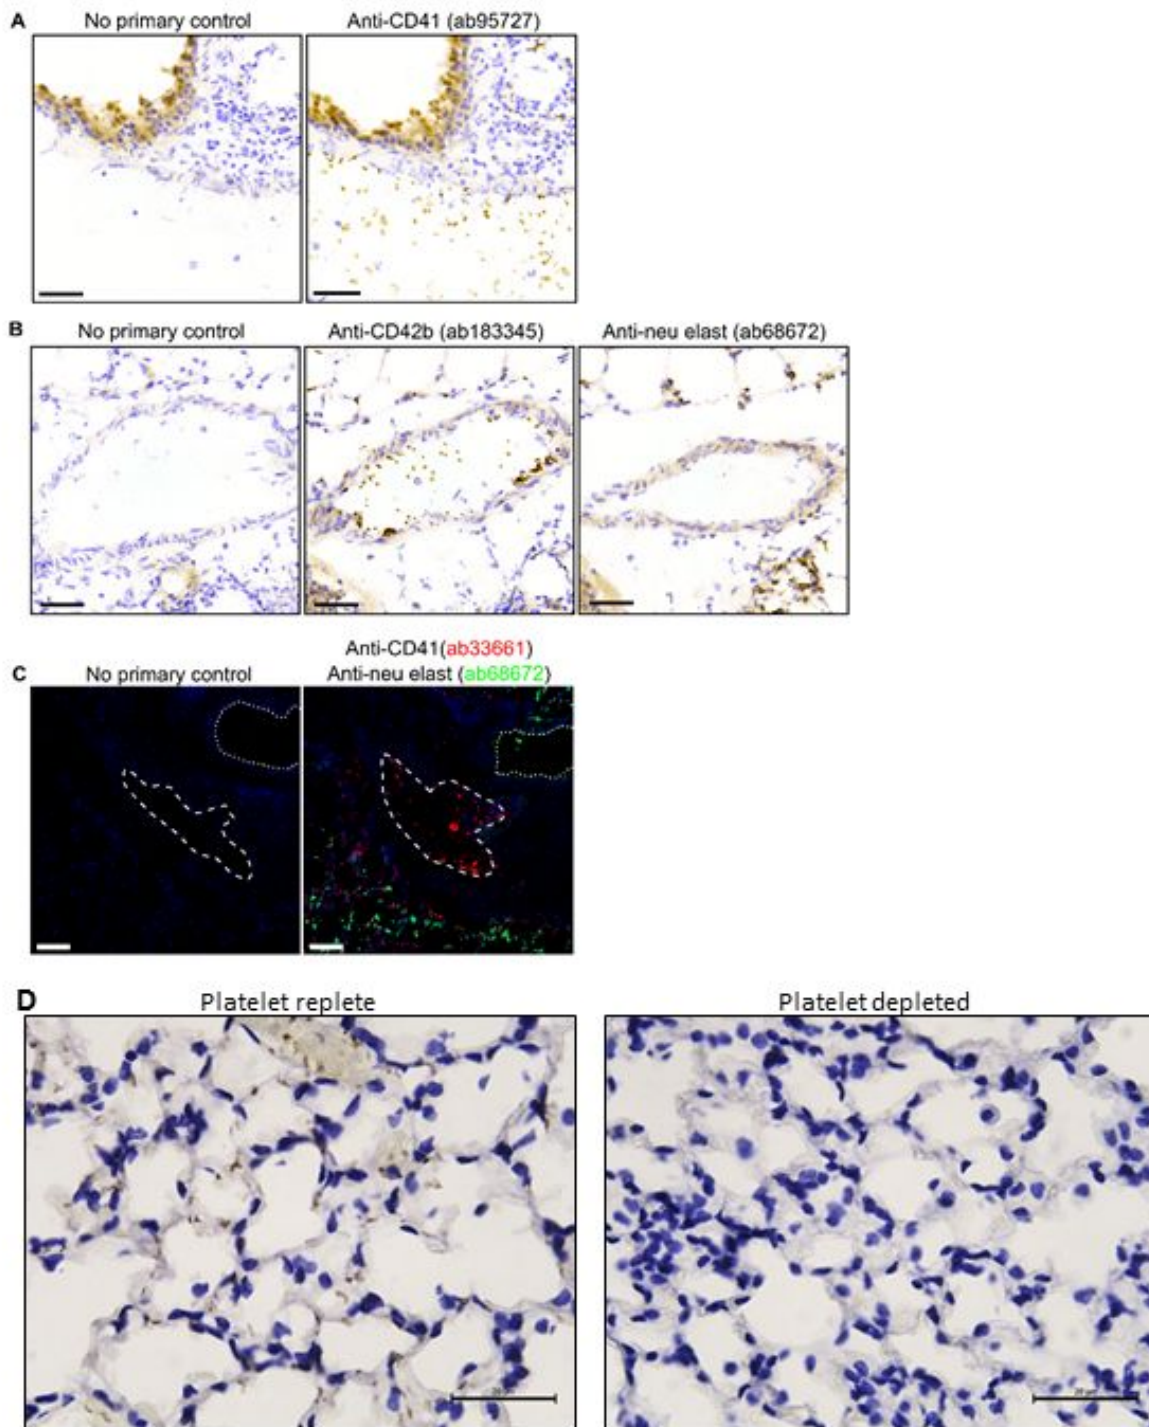 A
No primary control
Anti-CD41 (ab95727)
B
No primary control
Anti-CD42b (ab183345)
Anti-neu elast (ab68672)
Anti-CD41(ab33661)
C
No primary control
Anti-neu elast (ab68672)
D
Platelet replete
Platelet depleted